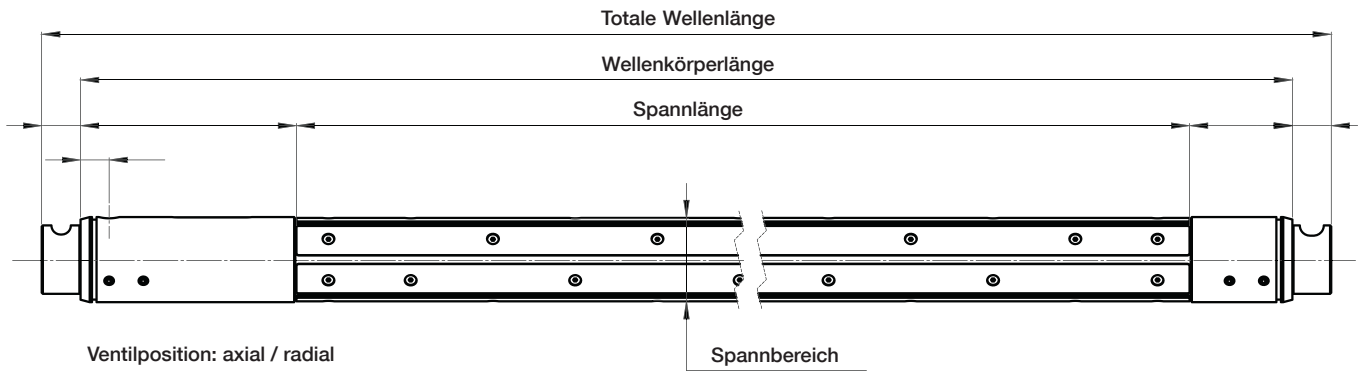 Totale Wellenlänge
Wellenkörperlänge
Spannlänge
Ventilposition: axial / radial
Spannbereich